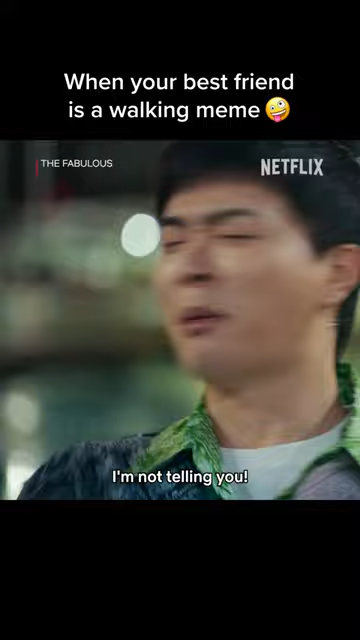 When your best friend
is a walking meme🤪
THE FABULOUS
NETFLIX
I'm not telling you!